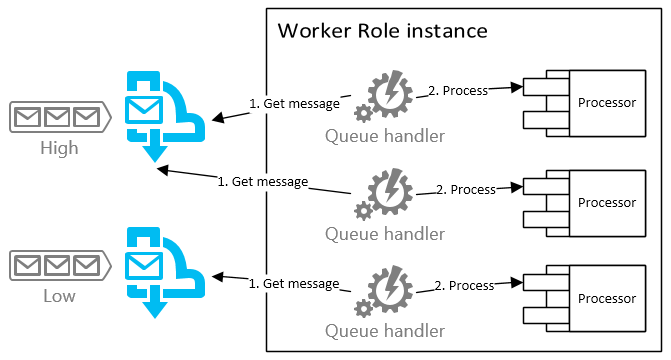 Worker Role instance
1. Get message
2. Process
Processor
High
Queue handler
1. Get message
2. Process
Processor
Queue handler
1. Get message
2. Process
Processor
Low
Queue handler